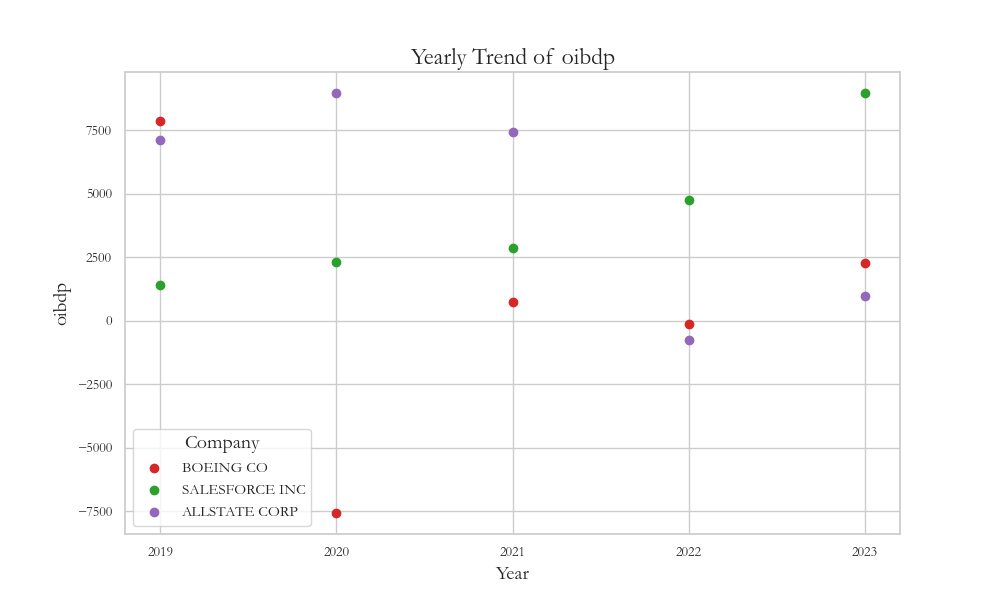 Yearly Trend of oibdp
oibdp
7500
5000
2500
0
−2500
−5000
−7500
Company
BOEING CO
SALESFORCE INC
ALLSTATE CORP
2019 2020 2021 2022 2023
Year